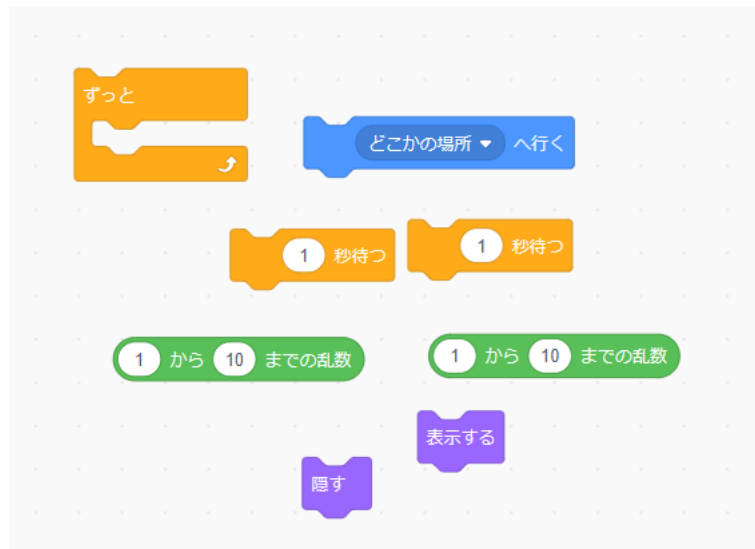 ずっと
どこかの場所 へ行く
1 秒待つ
1 秒待つ
1 から 10 までの乱数
1 から 10 までの乱数
表示する
隠す